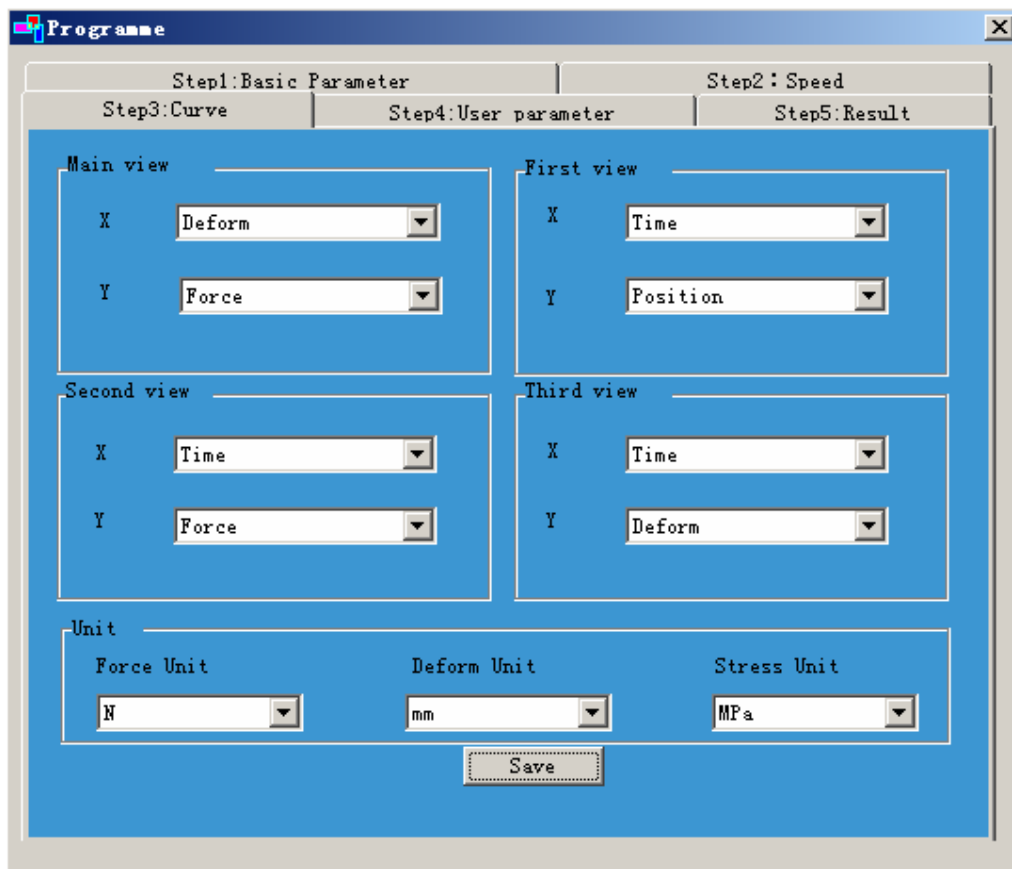 Programme
Step1:Basic Parameter Step2：Speed
Step3:Curve Step4:User parameter Step5:Result
Main view
X Deform
Y Force
First view
X Time
Y Position
Second view
X Time
Y Force
Third view
X Time
Y Deform
Unit
Force Unit Deform Unit Stress Unit
N mm MPa
Save